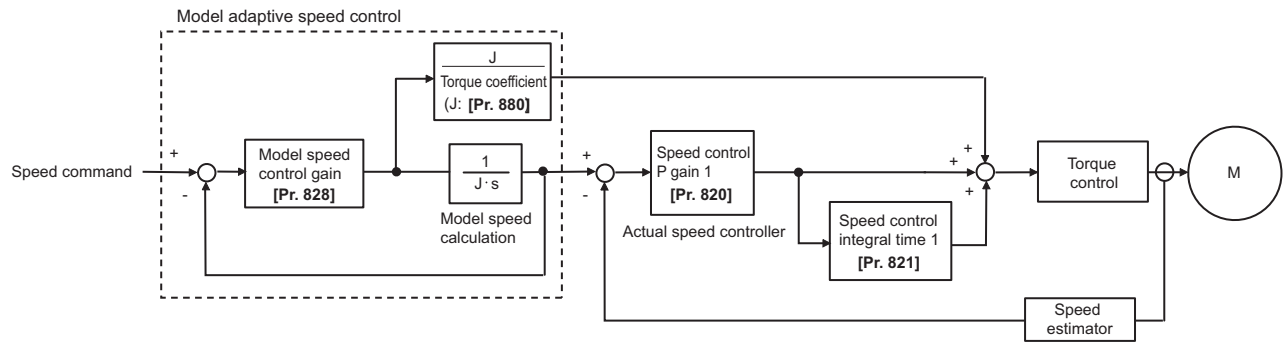 Model adaptive speed control
J
Torque coefficient
(J: [Pr. 880]
Speed command
+
-
Model speed
control gain
[Pr. 828]
1
J·s
Model speed
calculation
+
-
Speed control
P gain 1
[Pr. 820]
Actual speed controller
Speed control
integral time 1
[Pr. 821]
+
+
+
Torque
control
M
Speed
estimator